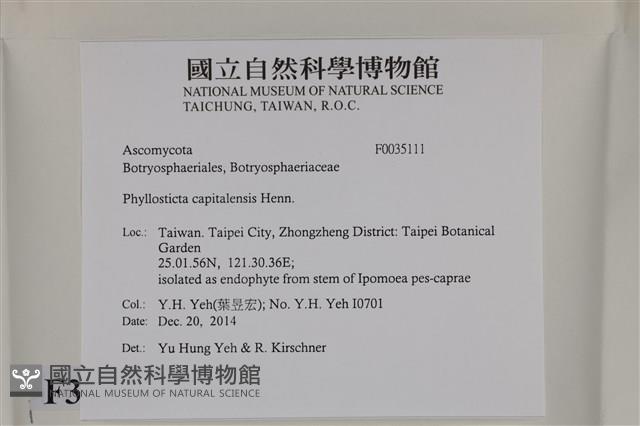 國立自然科學博物館
NATIONAL MUSEUM OF NATURAL SCIENCE
TAICHUNG, TAIWAN, R.O.C.
Ascomycota F0035111
Botryosphaeriales, Botryosphaeriaceae
Phyllosticta capitalensis Henn.
Loc.: Taiwan. Taipei City, Zhongzheng District: Taipei Botanical
Garden
25.01.56N, 121.30.36E;
isolated as endophyte from stem of Ipomoea pes-caprae
Col.: Y.H. Yeh(葉昱宏); No. Y.H. Yeh I0701
Date: Dec. 20, 2014
Det.: Yu Hung Yeh & R. Kirschner
國立自然科學博物館
NATIONAL MUSEUM OF NATURAL SCIENCE
F3